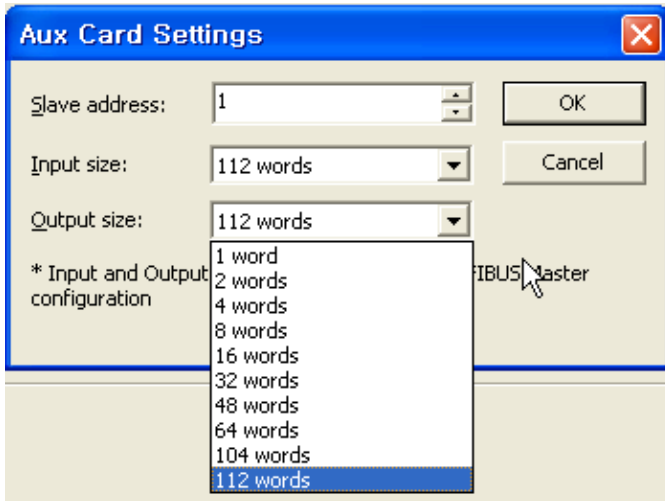 Aux Card Settings
Slave address:
1
OK
Input size:
112 words
Cancel
Output size:
112 words
* Input and Output
configuration
1 word
2 words
4 words
8 words
16 words
32 words
48 words
64 words
104 words
112 words